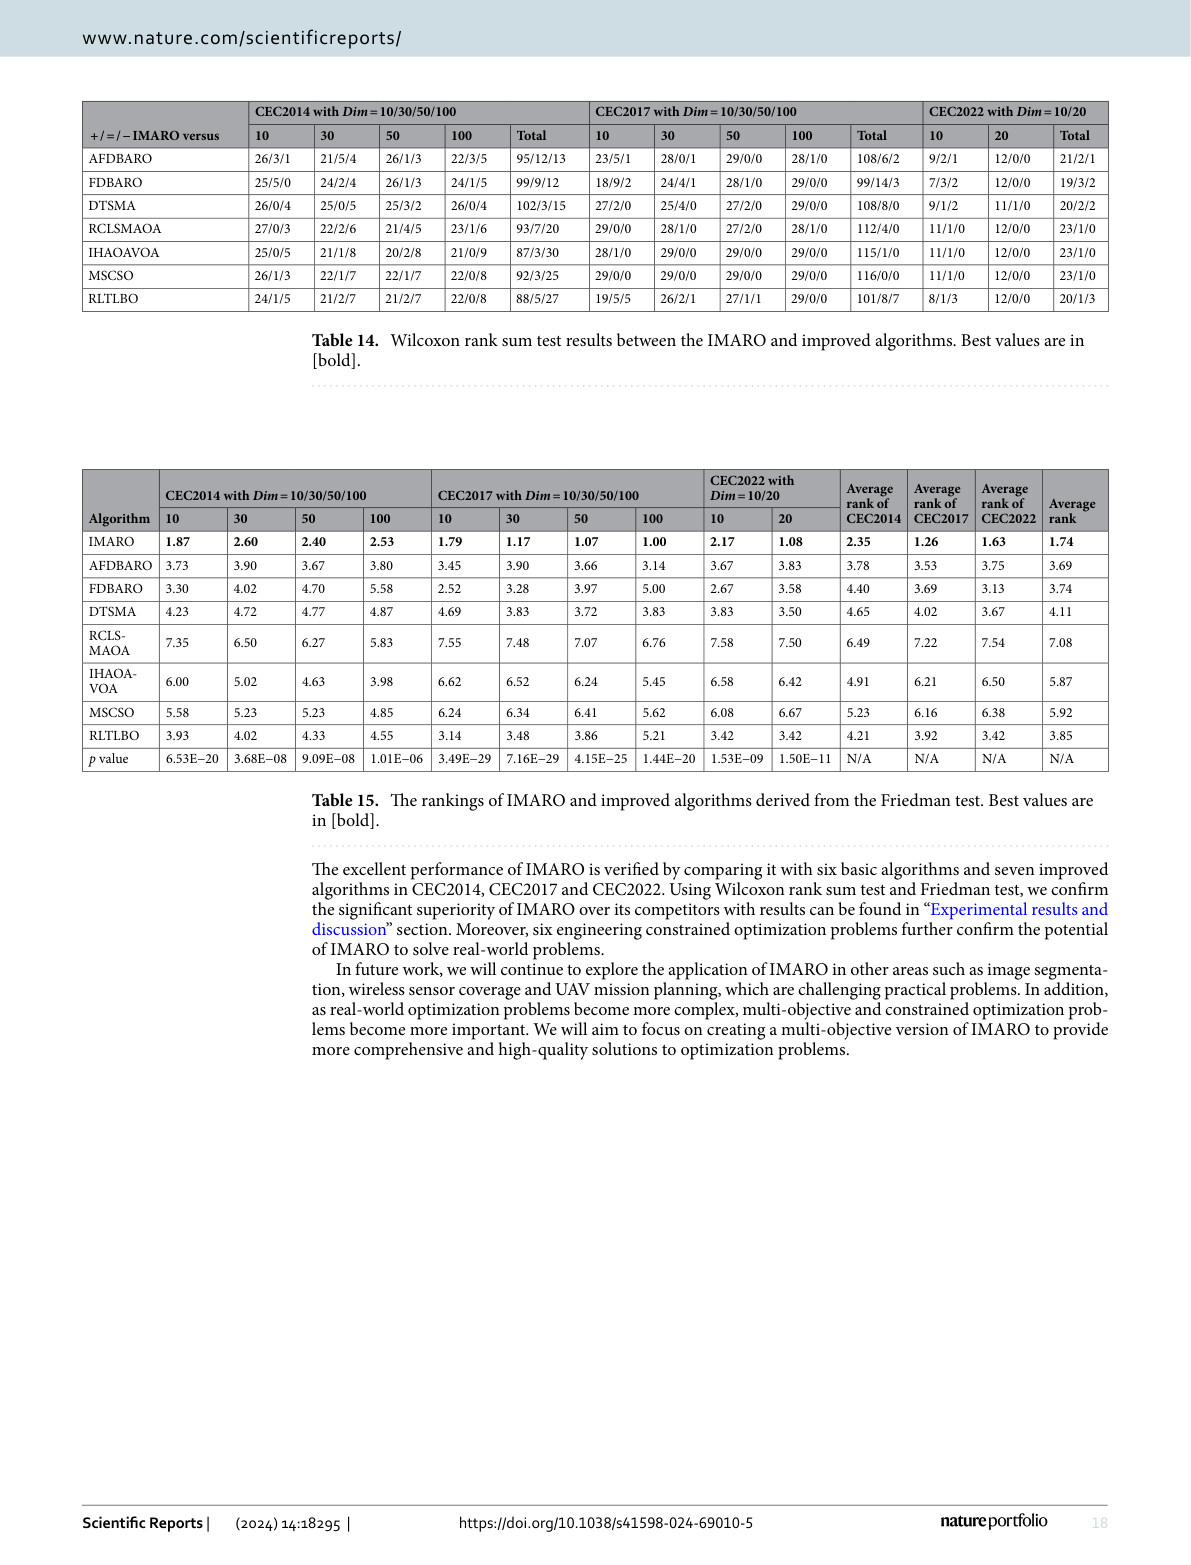 www.nature.com/scientificreports/
+/=/− IMARO versus CEC2014 with Dim = 10/30/50/100 CEC2017 with Dim = 10/30/50/100 CEC2022 with Dim = 10/20
10 30 50 100 Total 10 30 50 100 Total 10 20 Total
AFDBARO 26/3/1 21/5/4 26/1/3 22/3/5 95/12/13 23/5/1 28/0/1 29/0/0 28/1/0 108/6/2 9/2/1 12/0/0 21/2/1
FDBARO 25/5/0 24/2/4 26/1/3 24/1/5 99/9/12 18/9/2 24/4/1 28/1/0 29/0/0 99/14/3 7/3/2 12/0/0 19/3/2
DTSMA 26/0/4 25/0/5 25/3/2 26/0/4 102/3/15 27/2/0 25/4/0 27/2/0 29/0/0 108/8/0 9/1/2 11/1/0 20/2/2
RCLSMAOA 27/0/3 22/2/6 21/4/5 23/1/6 93/7/20 29/0/0 28/1/0 27/2/0 28/1/0 112/4/0 11/1/0 12/0/0 23/1/0
IHAOAVOA 25/0/5 21/1/8 20/2/8 21/0/9 87/3/30 28/1/0 29/0/0 29/0/0 29/0/0 115/1/0 11/1/0 12/0/0 23/1/0
MSCSO 26/1/3 22/1/7 22/1/7 22/0/8 92/3/25 29/0/0 29/0/0 29/0/0 29/0/0 116/0/0 11/1/0 12/0/0 23/1/0
RLTLBO 24/1/5 21/2/7 21/2/7 22/0/8 88/5/27 19/5/5 26/2/1 27/1/1 29/0/0 101/8/7 8/1/3 12/0/0 20/1/3
Table 14. Wilcoxon rank sum test results between the IMARO and improved algorithms. Best values are in
[bold].
Algorithm CEC2014 with Dim = 10/30/50/100 CEC2017 with Dim = 10/30/50/100 CEC2022 with Dim = 10/20 Average rank of CEC2014 Average rank of CEC2017 Average rank of CEC2022 Average rank
10 30 50 100 10 30 50 100 10 20
IMARO 1.87 2.60 2.40 2.53 1.79 1.17 1.07 1.00 2.17 1.08 2.35 1.26 1.63 1.74
AFDBARO 3.73 3.90 3.67 3.80 3.45 3.90 3.66 3.14 3.67 3.83 3.78 3.53 3.75 3.69
FDBARO 3.30 4.02 4.70 5.58 2.52 3.28 3.97 5.00 2.67 3.58 4.40 3.69 3.13 3.74
DTSMA 4.23 4.72 4.77 4.87 4.69 3.83 3.72 3.83 3.83 3.50 4.65 4.02 3.67 4.11
RCLS-
MAOA 7.35 6.50 6.27 5.83 7.55 7.48 7.07 6.76 7.58 7.50 6.49 7.22 7.54 7.08
IHAOA-
VOA 6.00 5.02 4.63 3.98 6.62 6.52 6.24 5.45 6.58 6.42 4.91 6.21 6.50 5.87
MSCSO 5.58 5.23 5.23 4.85 6.24 6.34 6.41 5.62 6.08 6.67 5.23 6.16 6.38 5.92
RLTLBO 3.93 4.02 4.33 4.55 3.14 3.48 3.86 5.21 3.42 3.42 4.21 3.92 3.42 3.85
p value 6.53E−20 3.68E−08 9.09E−08 1.01E−06 3.49E−29 7.16E−29 4.15E−25 1.44E−20 1.53E−09 1.50E−11 N/A N/A N/A N/A
Table 15. The rankings of IMARO and improved algorithms derived from the Friedman test. Best values are
in [bold].
The excellent performance of IMARO is verified by comparing it with six basic algorithms and seven improved
algorithms in CEC2014, CEC2017 and CEC2022. Using Wilcoxon rank sum test and Friedman test, we confirm
the significant superiority of IMARO over its competitors with results can be found in “Experimental results and
discussion” section. Moreover, six engineering constrained optimization problems further confirm the potential
of IMARO to solve real-world problems.
In future work, we will continue to explore the application of IMARO in other areas such as image segmenta-
tion, wireless sensor coverage and UAV mission planning, which are challenging practical problems. In addition,
as real-world optimization problems become more complex, multi-objective and constrained optimization prob-
lems become more important. We will aim to focus on creating a multi-objective version of IMARO to provide
more comprehensive and high-quality solutions to optimization problems.
Scientific Reports | (2024) 14:18295 | https://doi.org/10.1038/s41598-024-69010-5 natureportfolio 18